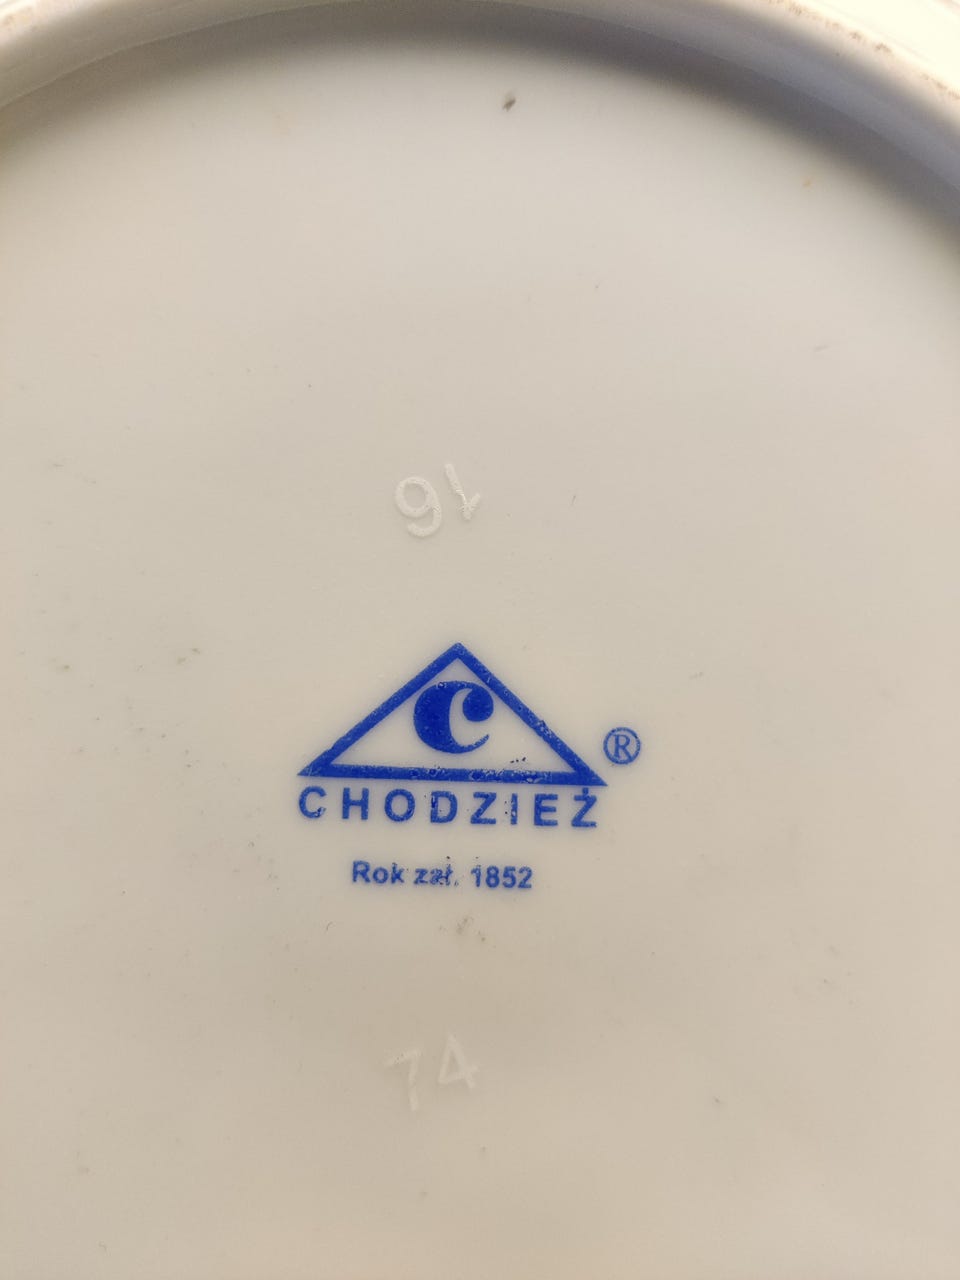 16
C
®
CHODZIEŻ
Rok zał. 1852
74